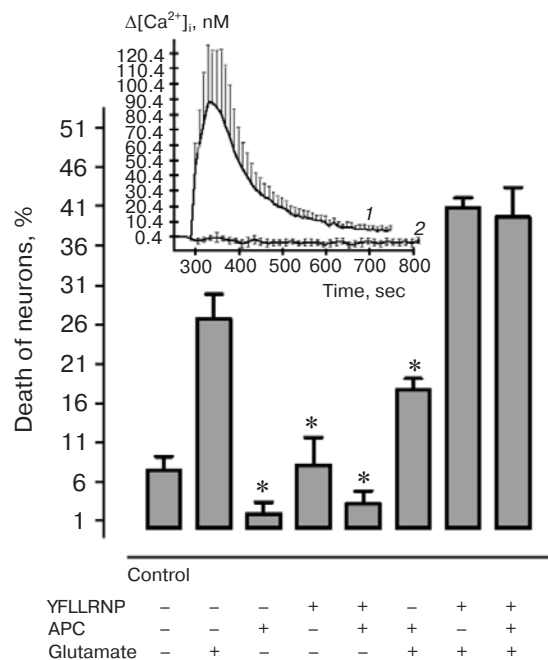 Δ[Ca²⁺]ᵢ, nM
120.4
110.4
100.4
90.4
80.4
70.4
60.4
50.4
40.4
30.4
20.4
10.4
0.4
1
2
300 400 500 600 700 800
Time, sec
Death of neurons, %
51
46
41
36
31
26
21
16
11
6
1
* * * *
Control
YFLLRNP – – – + + – + +
APC – – + – + + – +
Glutamate – + – – – + + +